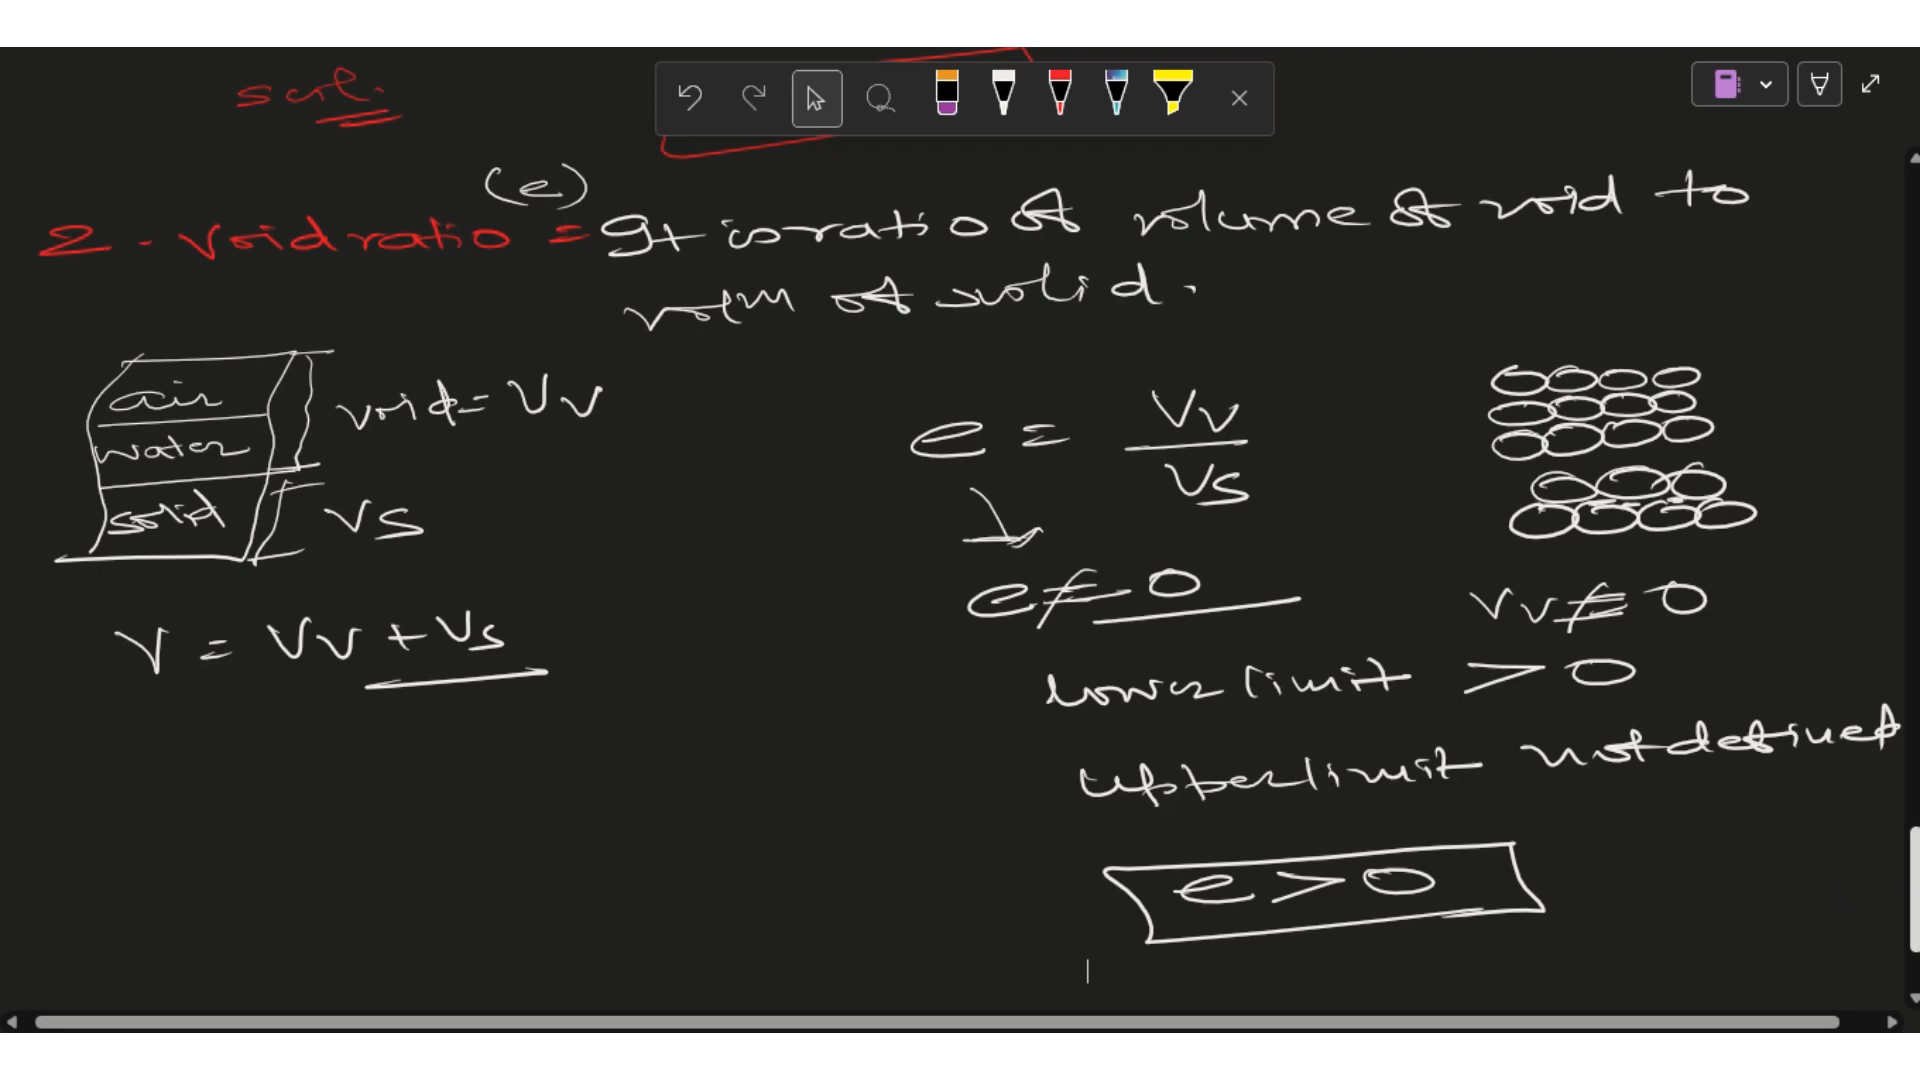 soil.
(e)
2 - void ratio = It is ratio of volume of void to
volm of solid.
air
water
solid
void = Vv
Vs
V = Vv + Vs
e = Vv / Vs
e ≠ 0
Vv ≠ 0
lower limit > 0
upper limit not defined
e > 0